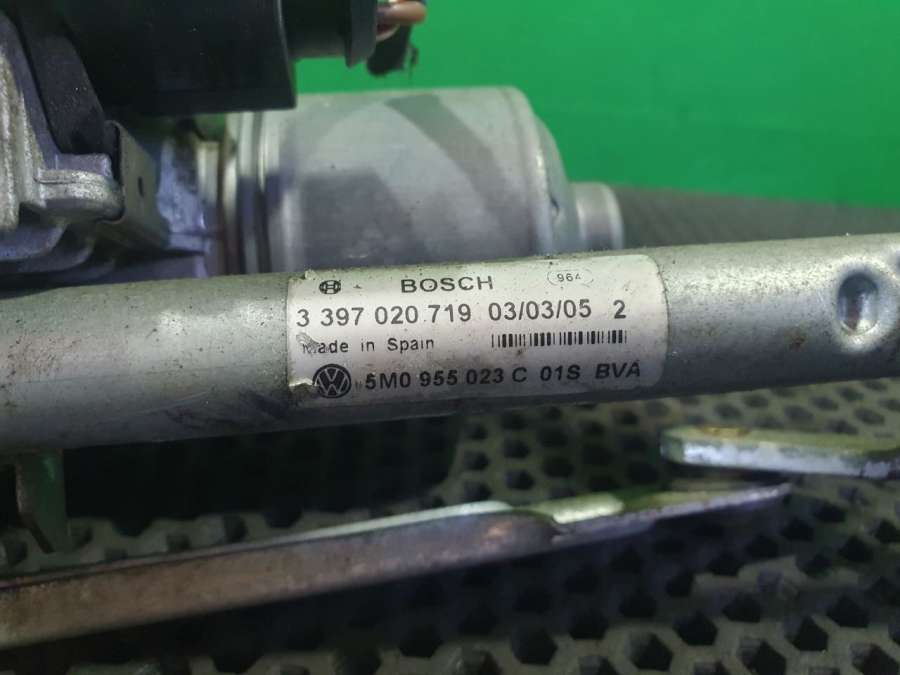 BOSCH 964
3 397 020 719 03/03/05 2
Made in Spain
5M0 955 023 C 01S BVA